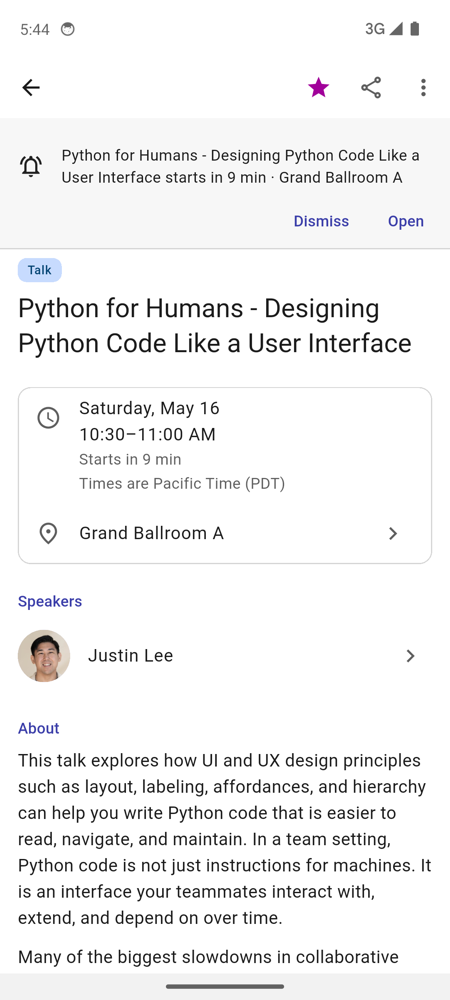 5:44
3G
Python for Humans - Designing Python Code Like a
User Interface starts in 9 min · Grand Ballroom A
Dismiss Open
Talk
Python for Humans - Designing
Python Code Like a User Interface
Saturday, May 16
10:30–11:00 AM
Starts in 9 min
Times are Pacific Time (PDT)
Grand Ballroom A
Speakers
Justin Lee
About
This talk explores how UI and UX design principles
such as layout, labeling, affordances, and hierarchy
can help you write Python code that is easier to
read, navigate, and maintain. In a team setting,
Python code is not just instructions for machines. It
is an interface your teammates interact with,
extend, and depend on over time.
Many of the biggest slowdowns in collaborative